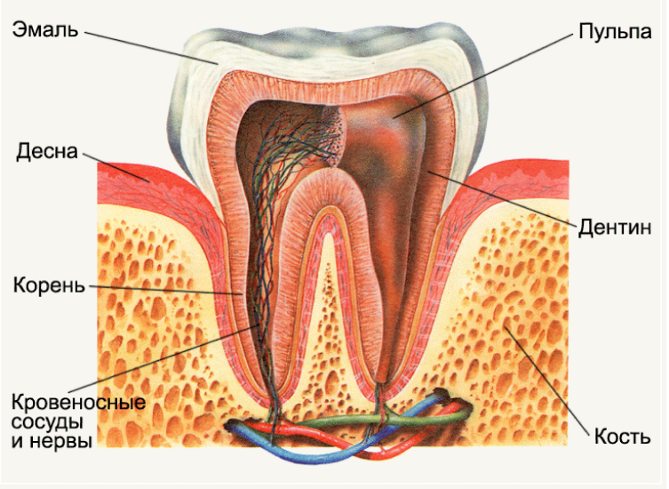 Эмаль
Пульпа
Десна
Дентин
Корень
Кровеносные
сосуды
и нервы
Кость